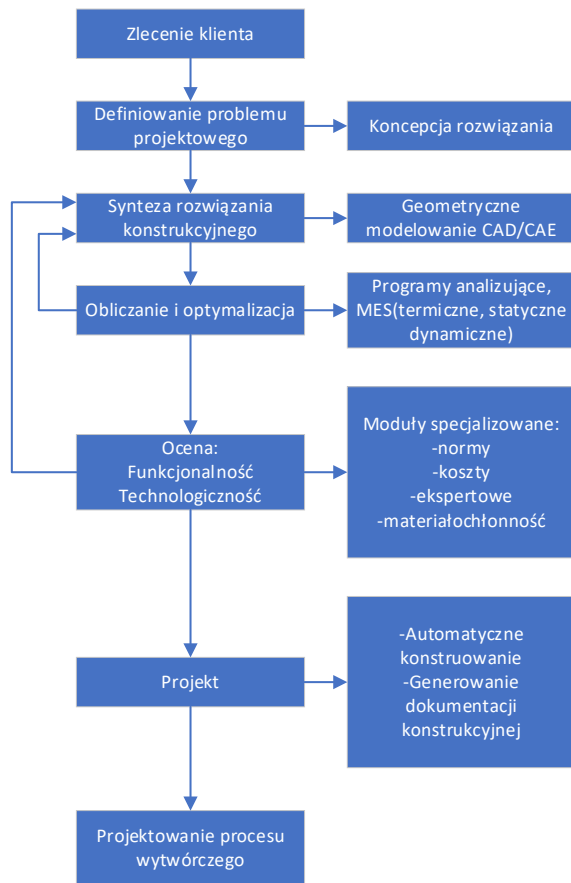 Zlecenie klienta
Definiowanie problemu
projektowego
Koncepcja rozwiązania
Synteza rozwiązania
konstrukcyjnego
Geometryczne
modelowanie CAD/CAE
Obliczanie i optymalizacja
Programy analizujące,
MES(termiczne, statyczne
dynamiczne)
Ocena:
Funkcjonalność
Technologiczność
Moduły specjalizowane:
-normy
-koszty
-ekspertowe
-materiałochłonność
Projekt
-Automatyczne
konstruowanie
-Generowanie
dokumentacji
konstrukcyjnej
Projektowanie procesu
wytwórczego